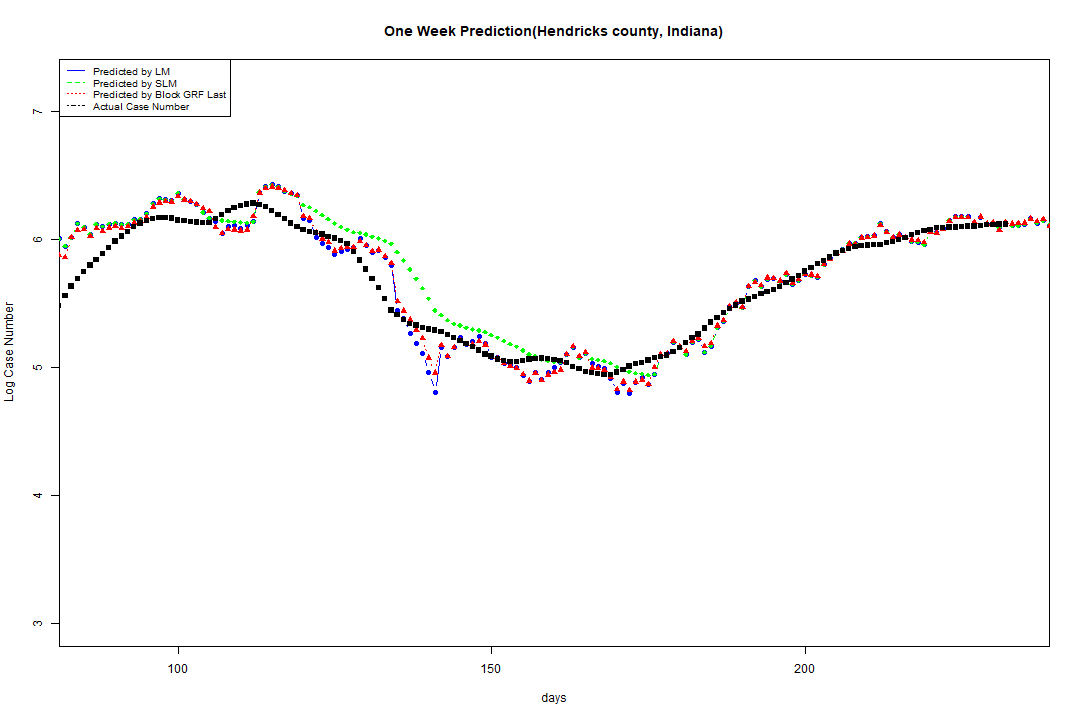 One Week Prediction(Hendricks county, Indiana)
Predicted by LM
Predicted by SLM
Predicted by Block GRF Last
Actual Case Number
Log Case Number
7
6
5
4
3
100 150 200
days